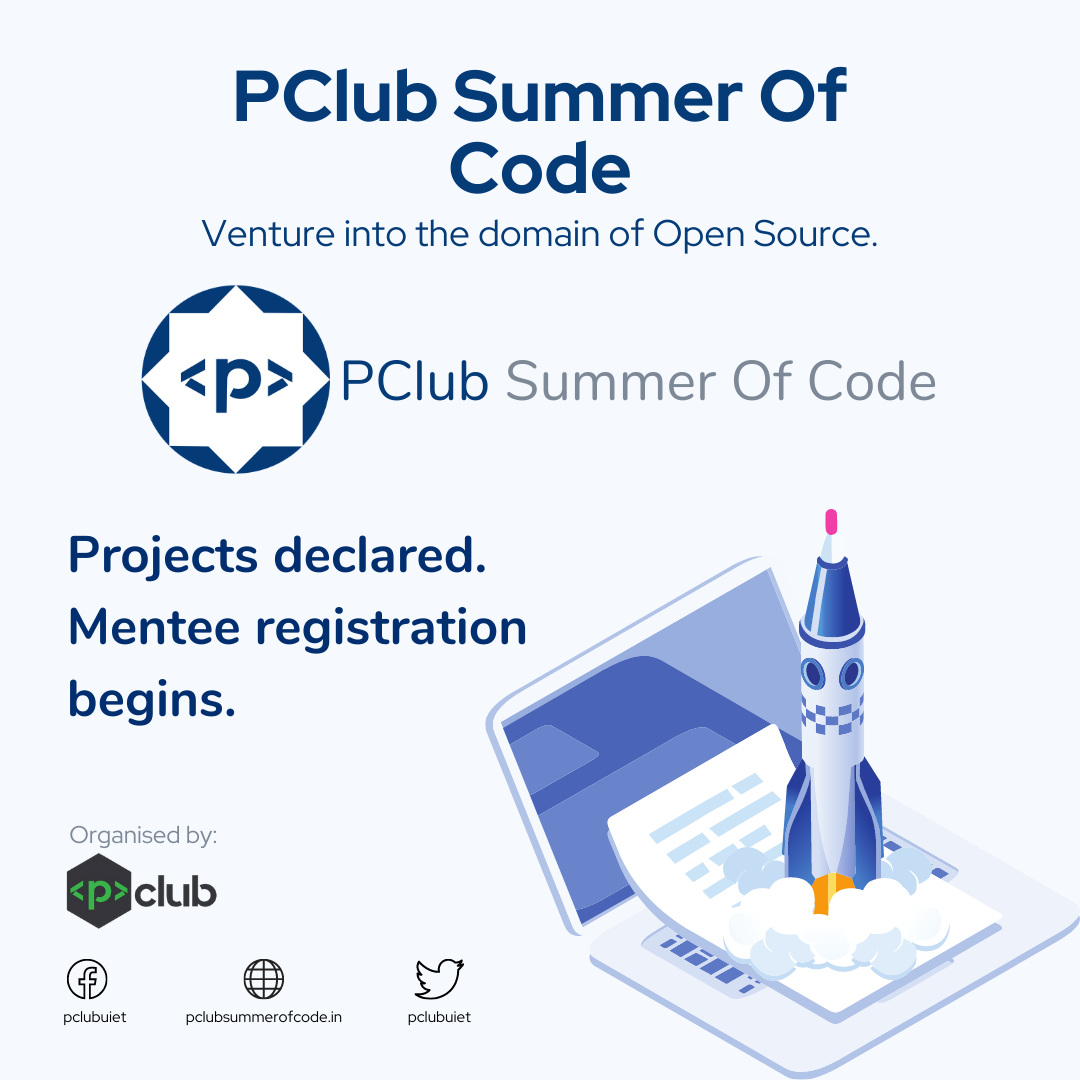 PClub Summer Of
Code
Venture into the domain of Open Source.
<p> PClub Summer Of Code
Projects declared.
Mentee registration
begins.
Organised by:
<p> club
pclubuiet
pclubsummerofcode.in
pclubuiet